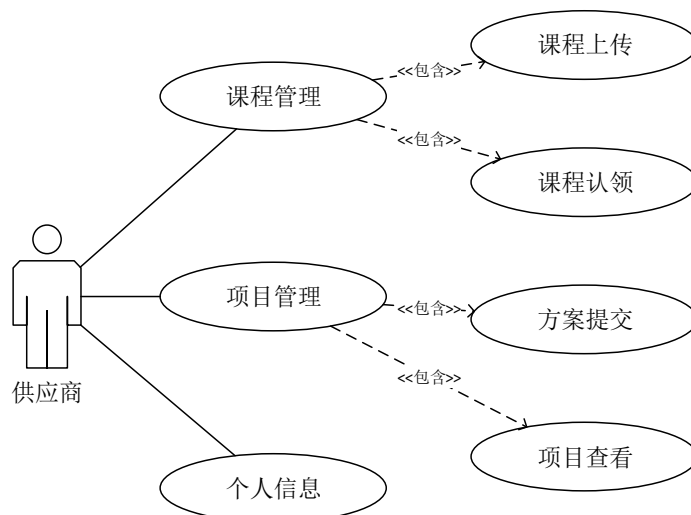 课程上传
<<包含>>
课程管理
<<包含>>
课程认领
项目管理
<<包含>>
方案提交
<<包含>>
供应商
项目查看
个人信息